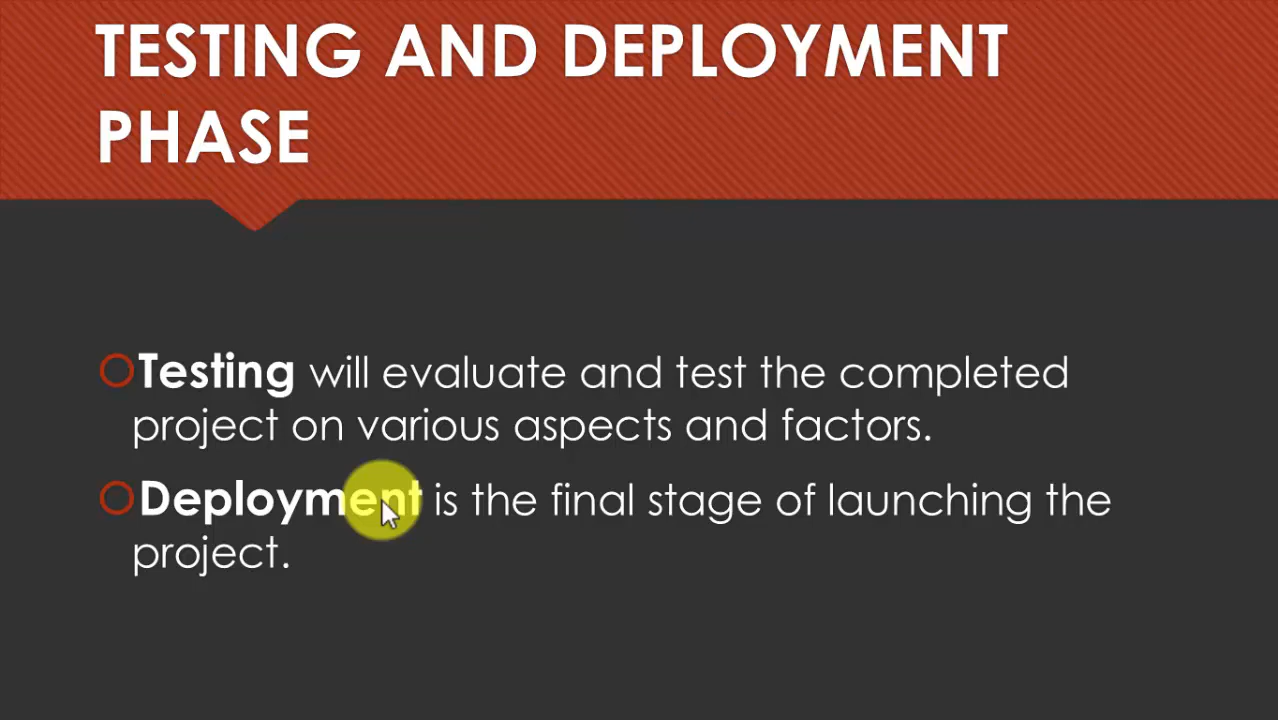 TESTING AND DEPLOYMENT
PHASE
Testing will evaluate and test the completed
project on various aspects and factors.
Deployment is the final stage of launching the
project.